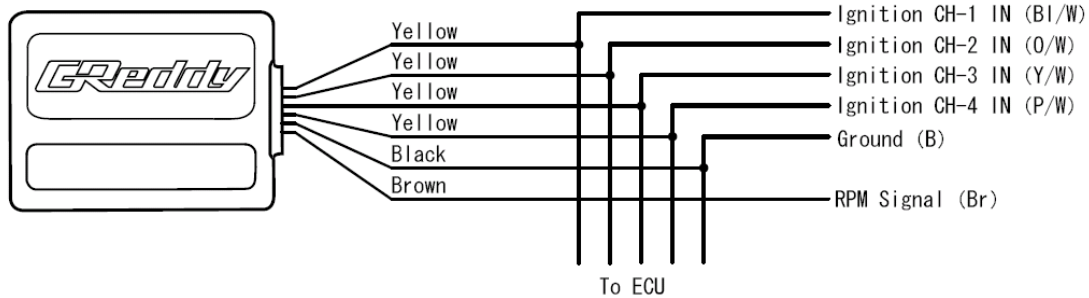 GReddy
Yellow
Yellow
Yellow
Yellow
Black
Brown
Ignition CH-1 IN (Bl/W)
Ignition CH-2 IN (O/W)
Ignition CH-3 IN (Y/W)
Ignition CH-4 IN (P/W)
Ground (B)
RPM Signal (Br)
To ECU